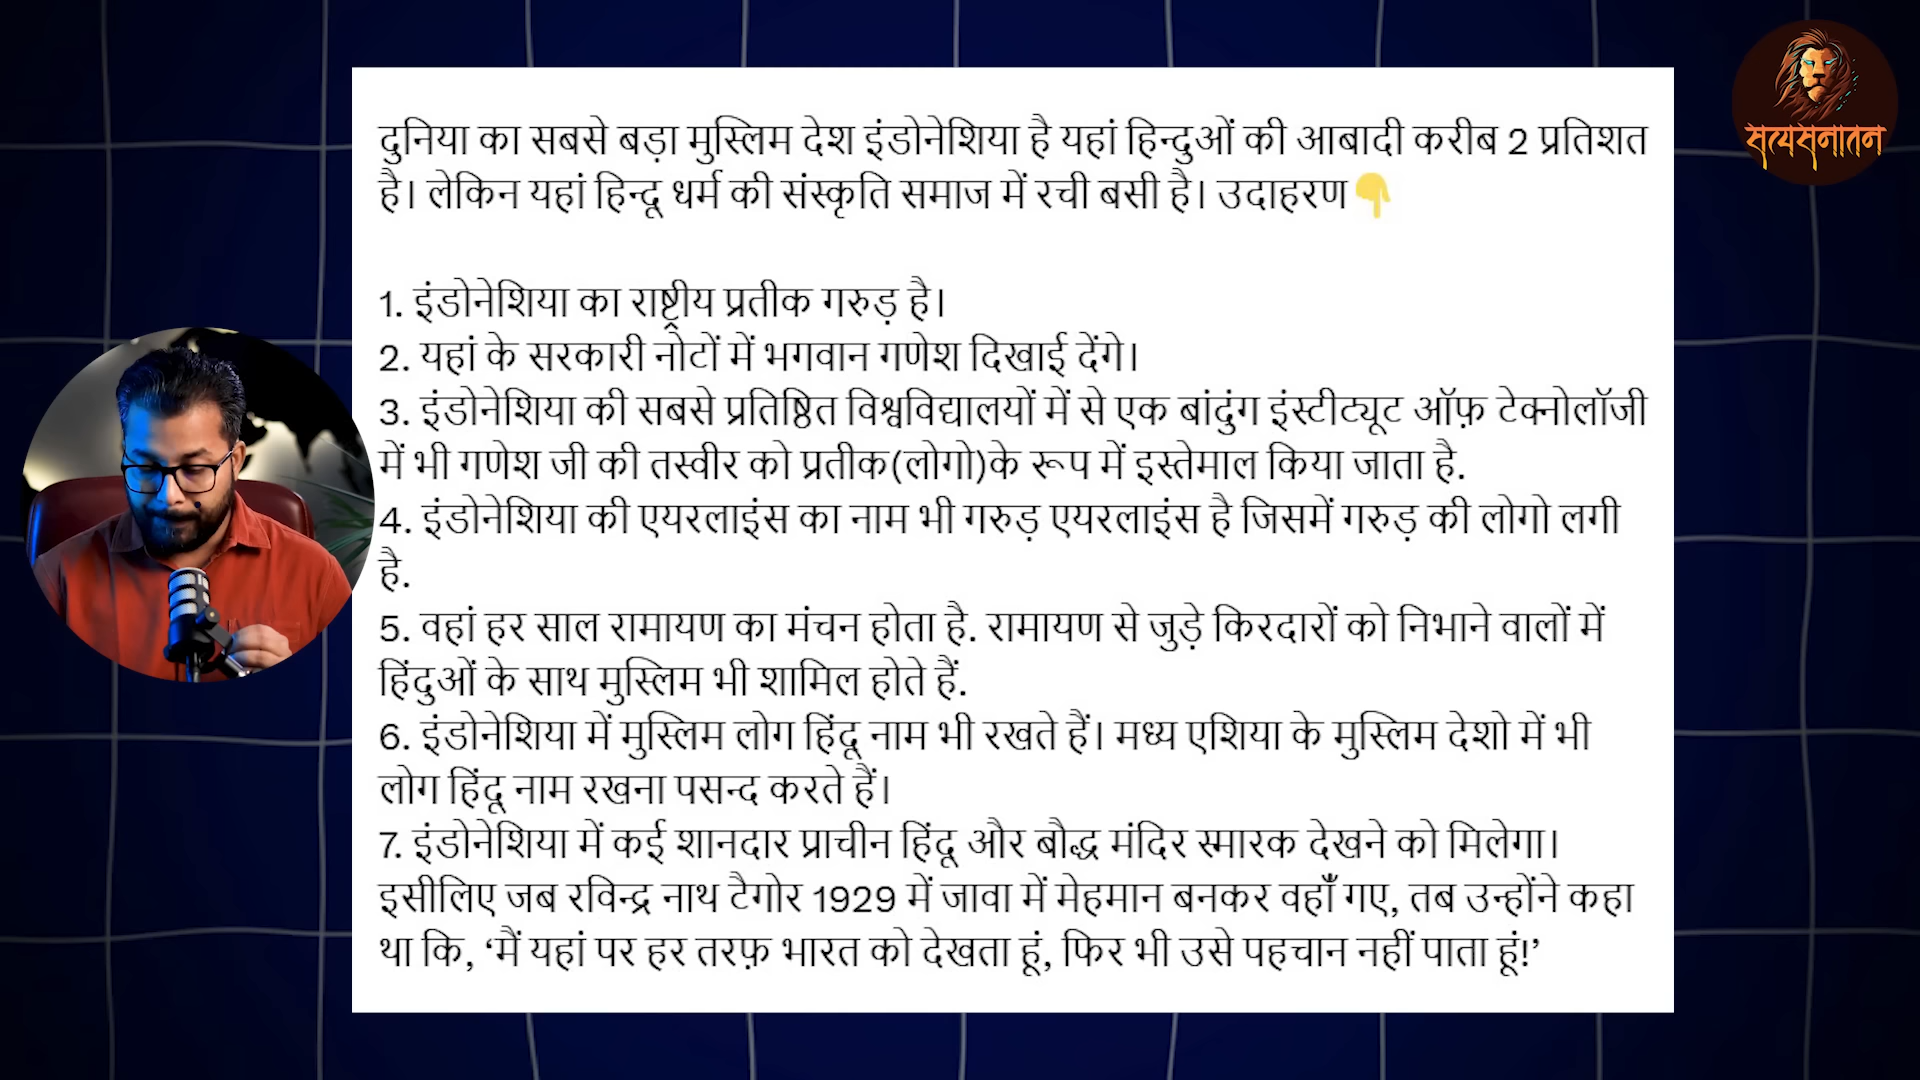 दुनिया का सबसे बड़ा मुस्लिम देश इंडोनेशिया है यहां हिन्दुओं की आबादी करीब 2 प्रतिशत
है। लेकिन यहां हिन्दू धर्म की संस्कृति समाज में रची बसी है। उदाहरण👇
1. इंडोनेशिया का राष्ट्रीय प्रतीक गरुड़ है।
2. यहां के सरकारी नोटों में भगवान गणेश दिखाई देंगे।
3. इंडोनेशिया की सबसे प्रतिष्ठित विश्वविद्यालयों में से एक बांदुंग इंस्टीट्यूट ऑफ़ टेक्नोलॉजी
में भी गणेश जी की तस्वीर को प्रतीक(लोगो)के रूप में इस्तेमाल किया जाता है.
4. इंडोनेशिया की एयरलाइंस का नाम भी गरुड़ एयरलाइंस है जिसमें गरुड़ की लोगो लगी
है.
5. वहां हर साल रामायण का मंचन होता है. रामायण से जुड़े किरदारों को निभाने वालों में
हिंदुओं के साथ मुस्लिम भी शामिल होते हैं.
6. इंडोनेशिया में मुस्लिम लोग हिंदू नाम भी रखते हैं। मध्य एशिया के मुस्लिम देशो में भी
लोग हिंदू नाम रखना पसन्द करते हैं।
7. इंडोनेशिया में कई शानदार प्राचीन हिंदू और बौद्ध मंदिर स्मारक देखने को मिलेगा।
इसीलिए जब रविन्द्र नाथ टैगोर 1929 में जावा में मेहमान बनकर वहाँ गए, तब उन्होंने कहा
था कि, ‘मैं यहां पर हर तरफ़ भारत को देखता हूं, फिर भी उसे पहचान नहीं पाता हूं!’
सत्यसनातन